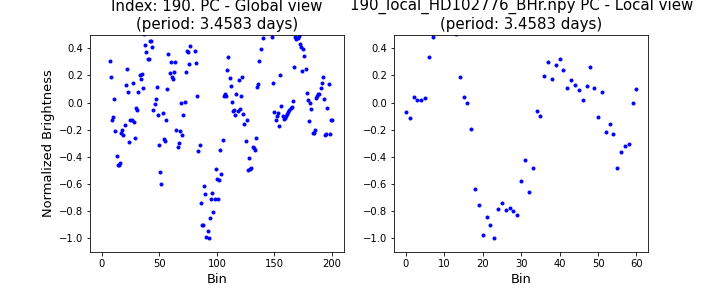 Index: 190. PC - Global view
(period: 3.4583 days)
190_local_HD102776_BHr.npy PC - Local view
(period: 3.4583 days)
Normalized Brightness
0.4
0.2
0.0
−0.2
−0.4
−0.6
−0.8
−1.0
0 50 100 150 200
Bin
0.4
0.2
0.0
−0.2
−0.4
−0.6
−0.8
−1.0
0 10 20 30 40 50 60
Bin